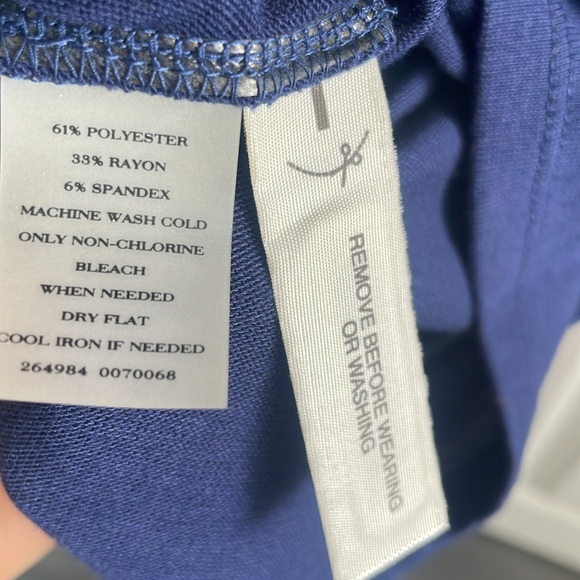 61% POLYESTER
33% RAYON
6% SPANDEX
MACHINE WASH COLD
ONLY NON-CHLORINE
BLEACH
WHEN NEEDED
DRY FLAT
COOL IRON IF NEEDED
264984 0070068
REMOVE BEFORE WEARING
OR WASHING